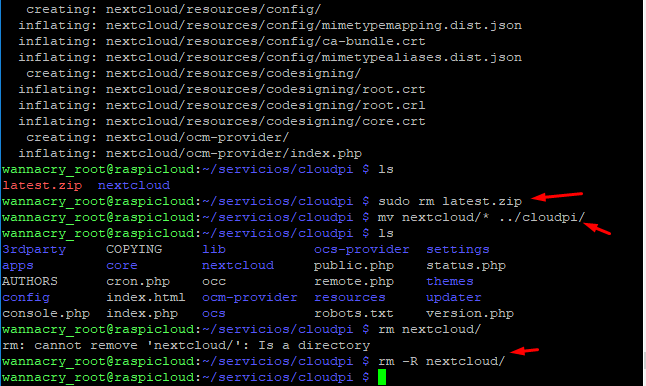 creating: nextcloud/resources/config/
inflating: nextcloud/resources/config/mimetypemapping.dist.json
inflating: nextcloud/resources/config/ca-bundle.crt
inflating: nextcloud/resources/config/mimetypealiases.dist.json
creating: nextcloud/resources/codesigning/
inflating: nextcloud/resources/codesigning/root.crt
inflating: nextcloud/resources/codesigning/root.crl
inflating: nextcloud/resources/codesigning/core.crt
creating: nextcloud/ocm-provider/
inflating: nextcloud/ocm-provider/index.php
wannacry_root@raspicloud:~/servicios/cloudpi $ ls
latest.zip  nextcloud
wannacry_root@raspicloud:~/servicios/cloudpi $ sudo rm latest.zip
wannacry_root@raspicloud:~/servicios/cloudpi $ mv nextcloud/* ../cloudpi/
wannacry_root@raspicloud:~/servicios/cloudpi $ ls
3rdparty     COPYING     lib           ocs-provider  settings
apps         core        nextcloud     public.php    status.php
AUTHORS      cron.php    occ           remote.php    themes
config       index.html  ocm-provider  resources     updater
console.php  index.php   ocs           robots.txt    version.php
wannacry_root@raspicloud:~/servicios/cloudpi $ rm nextcloud/
rm: cannot remove 'nextcloud/': Is a directory
wannacry_root@raspicloud:~/servicios/cloudpi $ rm -R nextcloud/
wannacry_root@raspicloud:~/servicios/cloudpi $